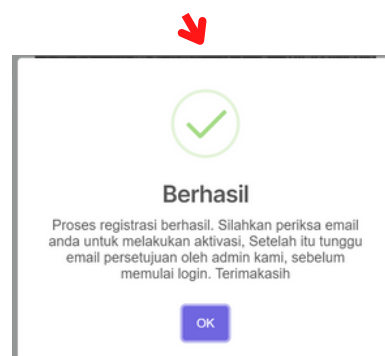 Berhasil
Proses registrasi berhasil. Silahkan periksa email
anda untuk melakukan aktivasi, Setelah itu tunggu
email persetujuan oleh admin kami, sebelum
memulai login. Terimakasih
OK